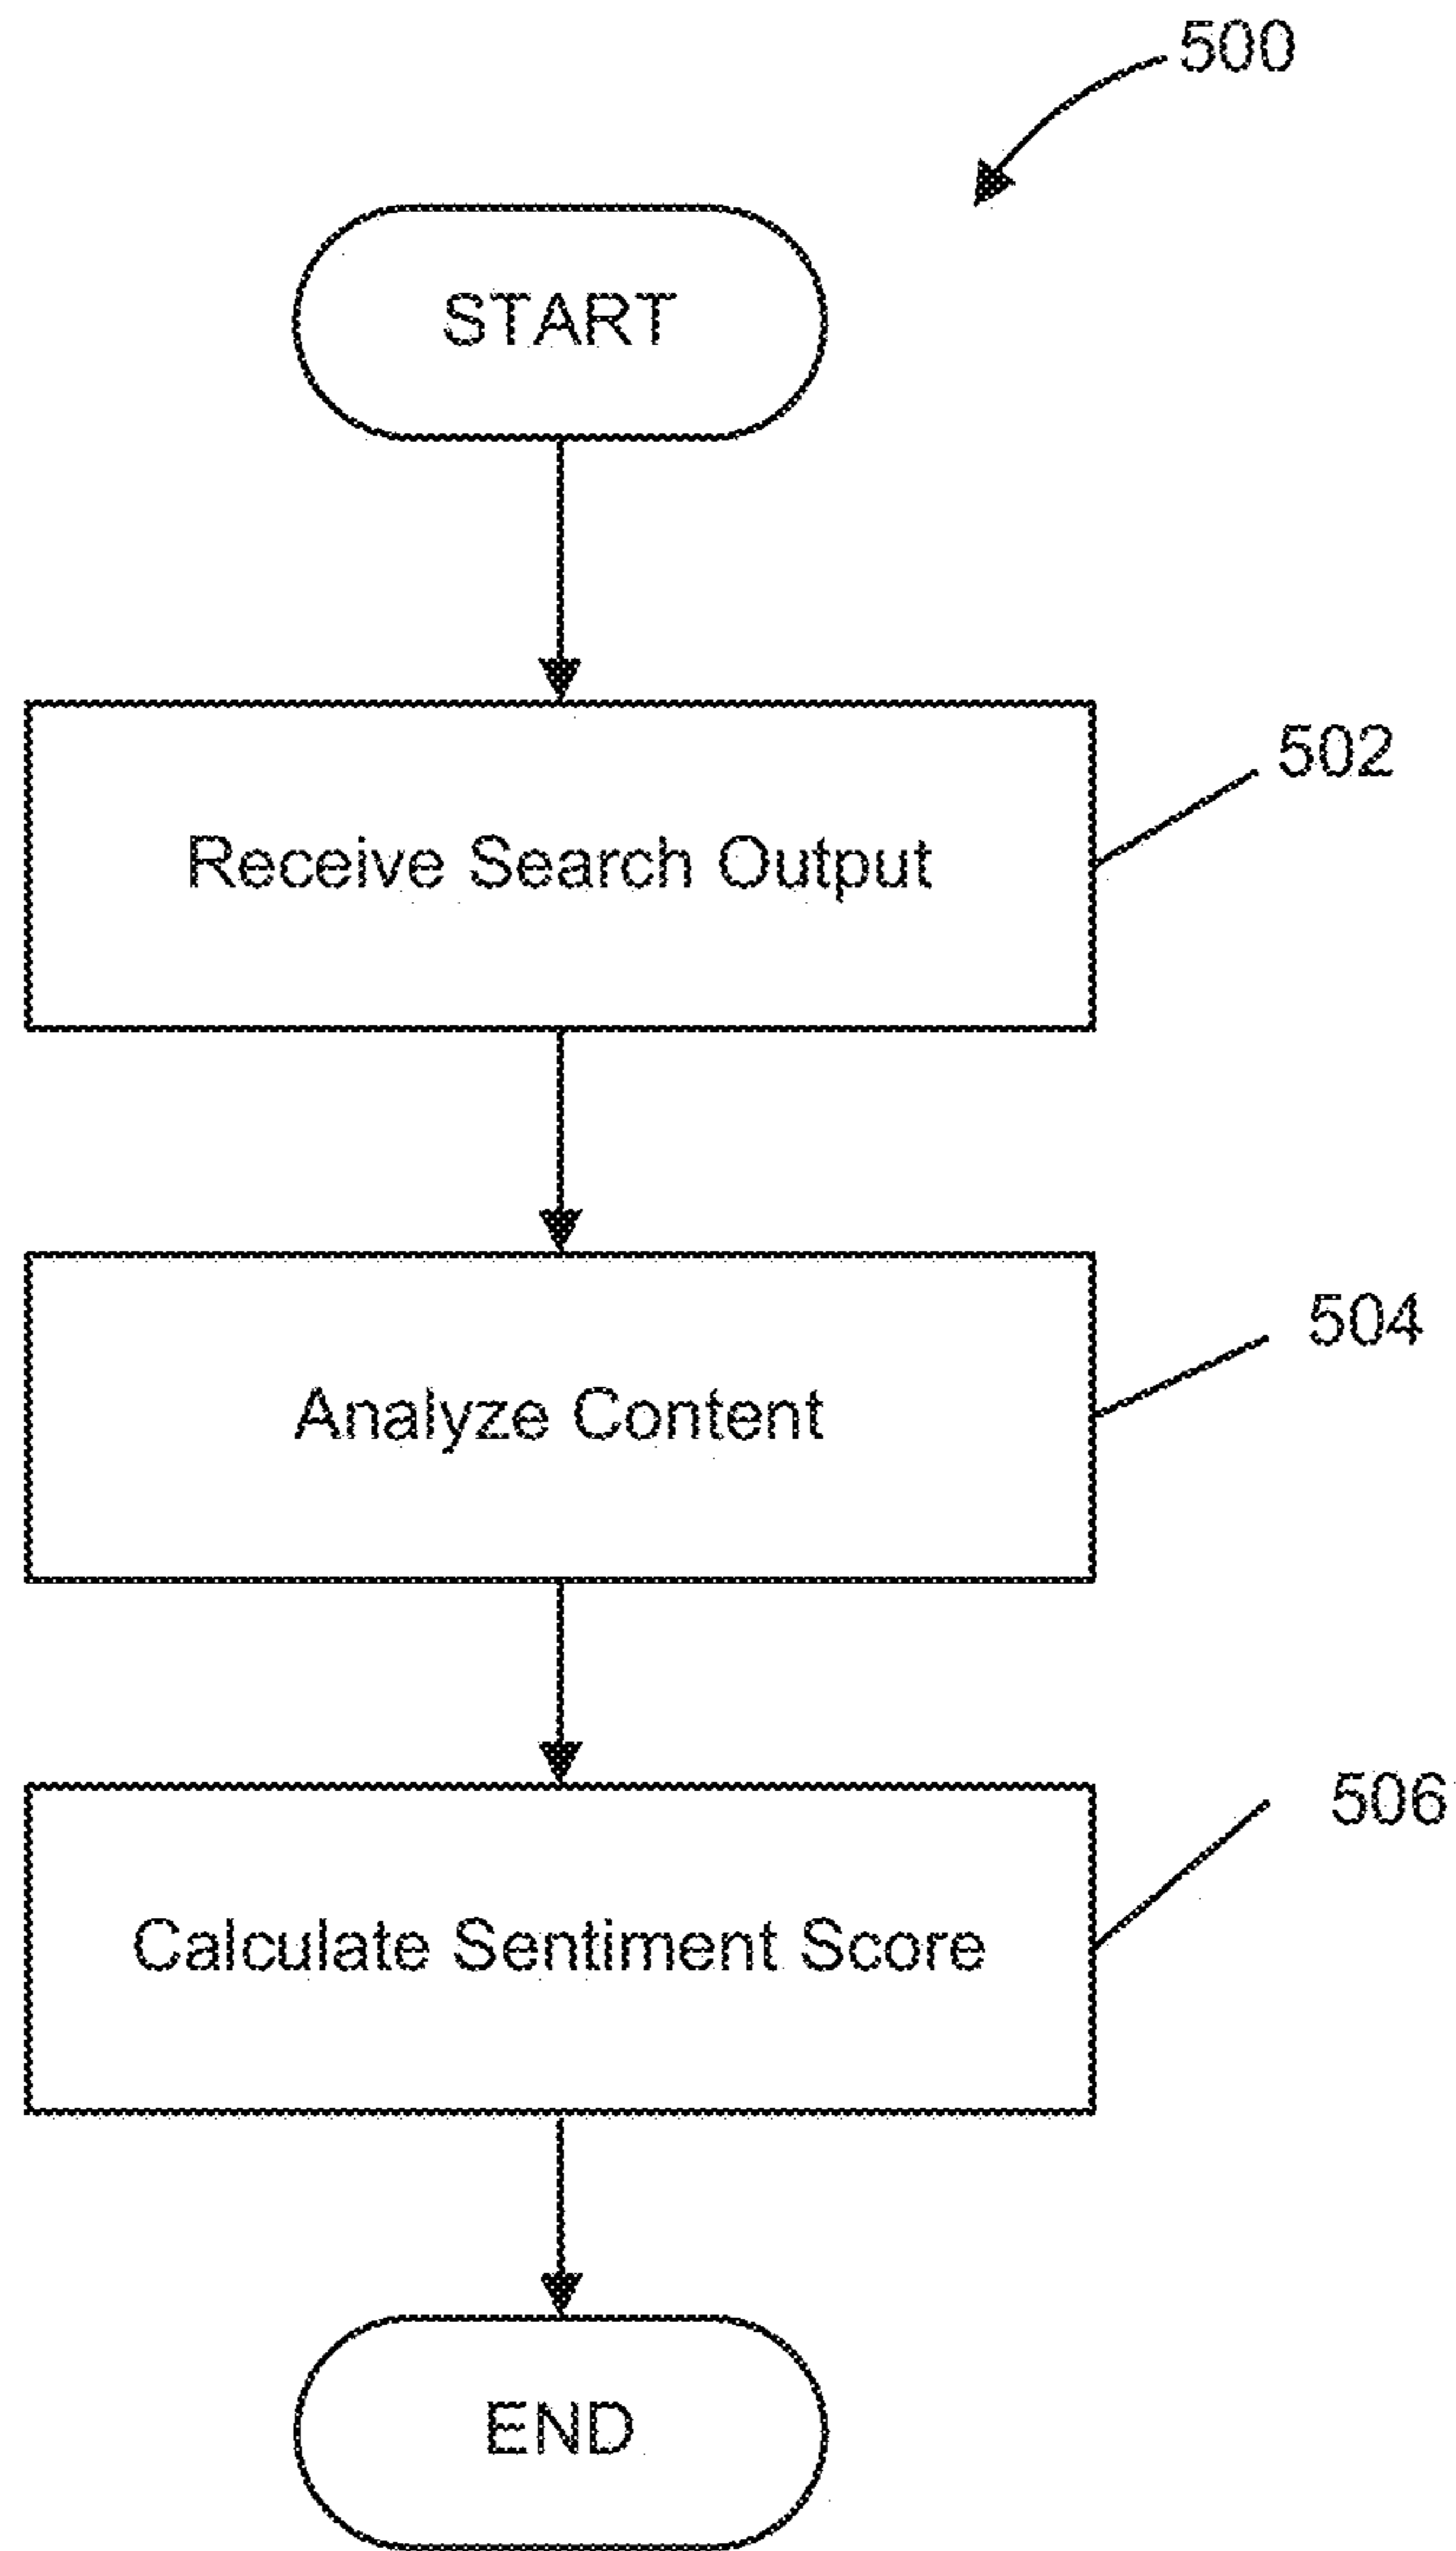 500
START
502
Receive Search Output
504
Analyze Content
506
Calculate Sentiment Score
END